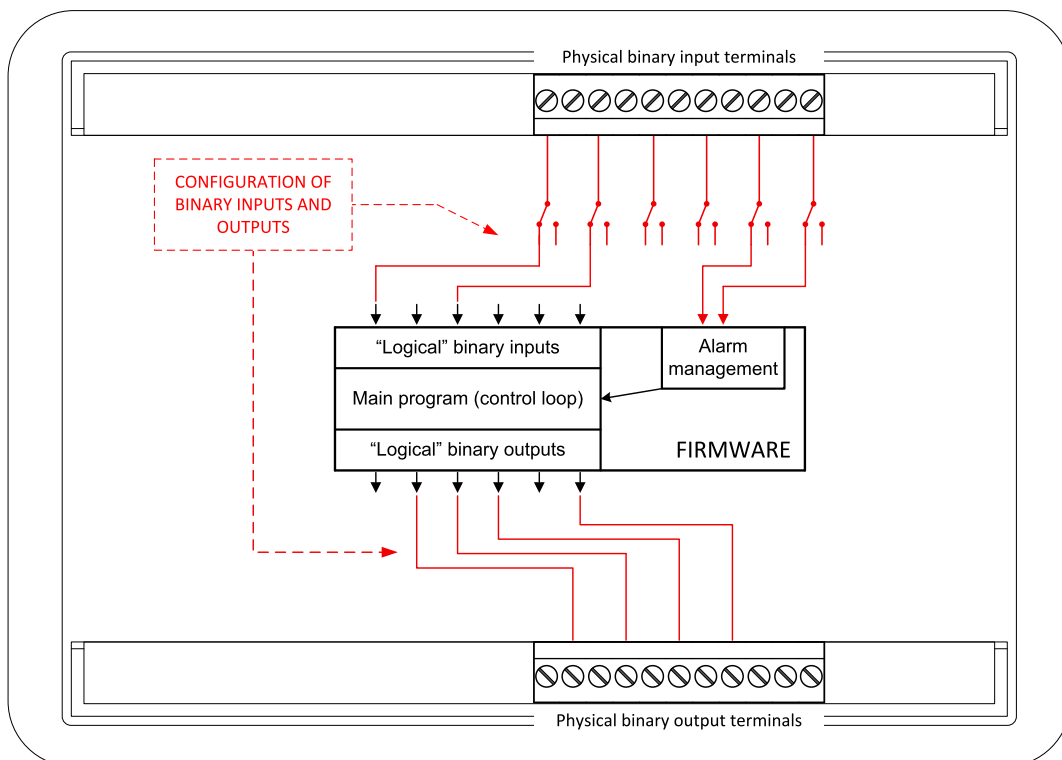 Physical binary input terminals
CONFIGURATION OF
BINARY INPUTS AND
OUTPUTS
“Logical” binary inputs
Alarm
management
Main program (control loop)
“Logical” binary outputs
FIRMWARE
Physical binary output terminals